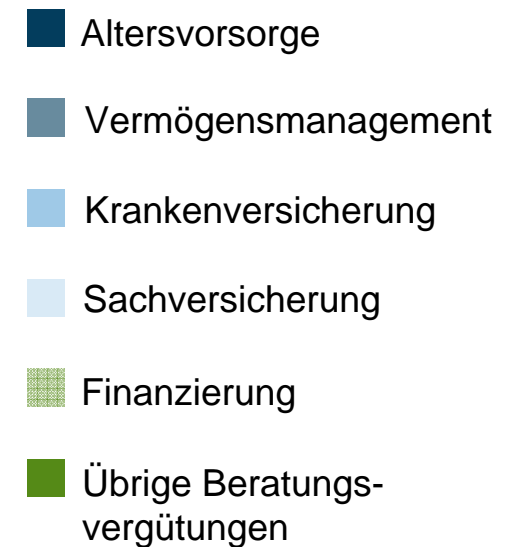 Altersvorsorge
Vermögensmanagement
Krankenversicherung
Sachversicherung
Finanzierung
Übrige Beratungs-
vergütungen